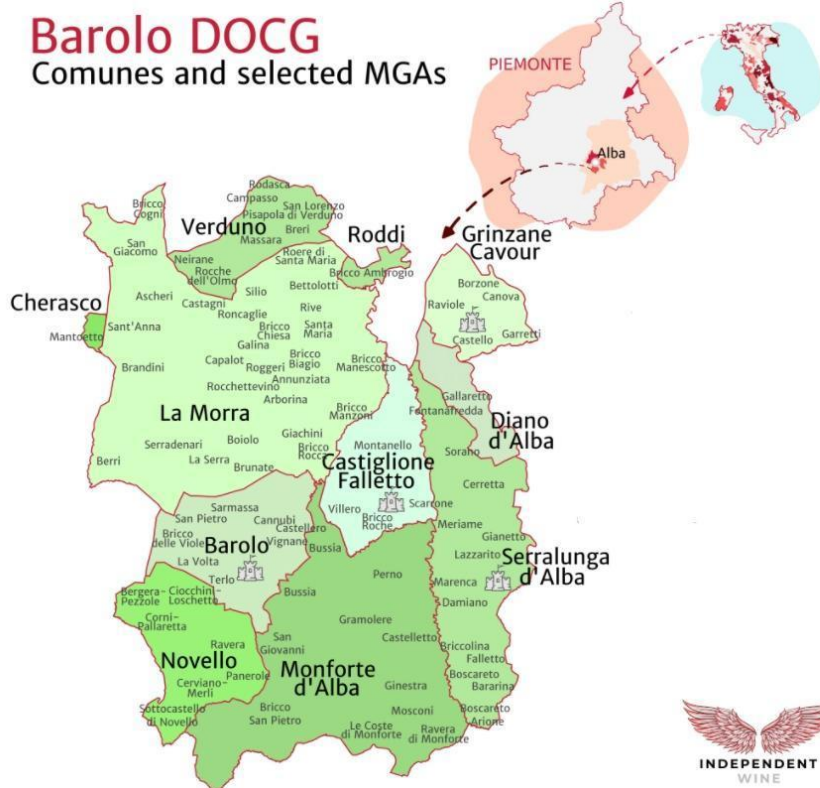 Barolo DOCG
Comunes and selected MGAs
PIEMONTE
Alba
Bricco
Cogni
San
Giacomo
Verduno
Rodasca
Campasso
San Lorenzo
di Verduno
Pisapola
Breri
Massara
Neirane
Rocche
dell'Olmo
Roddi
Bricco Ambrogio
Grinzane
Cavour
Borzone
Canova
Raviole
Castello
Garretti
Cherasco
Mantoetto
Roere di
Santa Maria
Ascheri
Silio
Bettolotti
Castagni
Roncaglie
Rive
Sant'Anna
Bricco
Chiesa
Santa
Maria
Galina
Brandini
Capalot
Roggeri
Bricco
Biagio
Bricco
Manescotto
Annunziata
Rocchettevino
Arborina
La Morra
Bricco
Manzoni
Serradenari
Boiolo
Giachini
Bricco
Rocca
Berri
La Serra
Brunate
Gallaretto
Fontanafredda
Diano
d'Alba
Montanello
Castiglione
Falletto
Villero
Bricco
Roche
Scarrone
Sorano
Cerretta
Meriame
Gianetto
Lazzarito
Serralunga
d'Alba
Marenca
Damiano
Briccolina
Falletto
Boscareto
Bararina
Boscareto
Arione
Sarmassa
San Pietro
Cannubi
Castellero
Bricco
delle Viole
Vignane
Barolo
La Volta
Terlo
Bussia
Bussia
Perno
Gramolere
San
Giovanni
Castelletto
Monforte
d'Alba
Ginestra
Bricco
San Pietro
Mosconi
Le Coste
di Monforte
Ravera
di Monforte
Bergera-
Pezzole
Ciocchini-
Loschetto
Corni-
Pallaretta
Novello
Ravera
Panerole
Cerviano-
Merli
Sottocastello
di Novello
INDEPENDENT
WINE